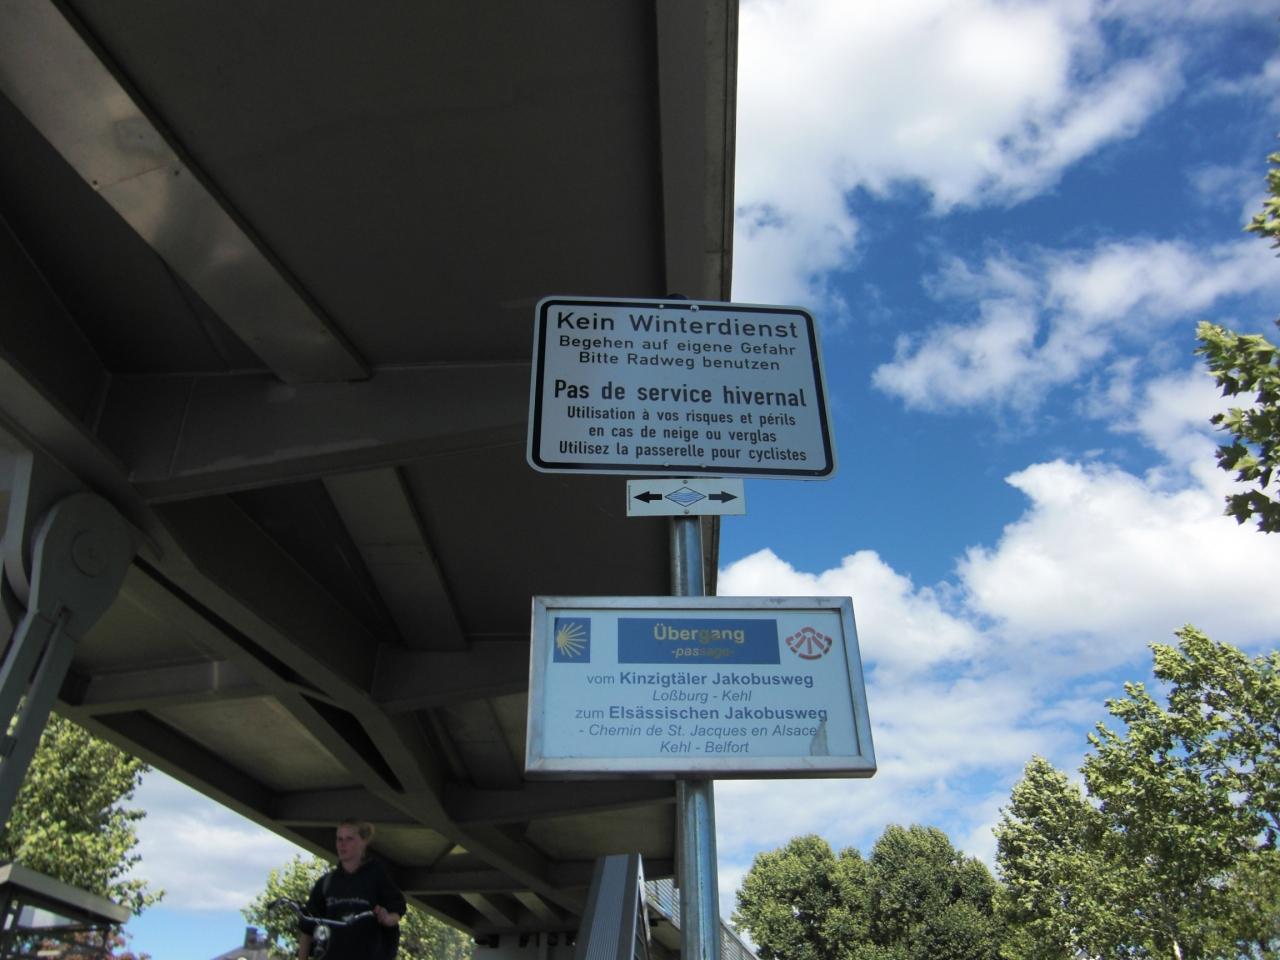 Kein Winterdienst
Begehen auf eigene Gefahr
Bitte Radweg benutzen
Pas de service hivernal
Utilisation à vos risques et périls
en cas de neige ou verglas
Utilisez la passerelle pour cyclistes
Übergang
-passage-
vom Kinzigtäler Jakobusweg
Loßburg - Kehl
zum Elsässischen Jakobusweg
- Chemin de St. Jacques en Alsace
Kehl - Belfort